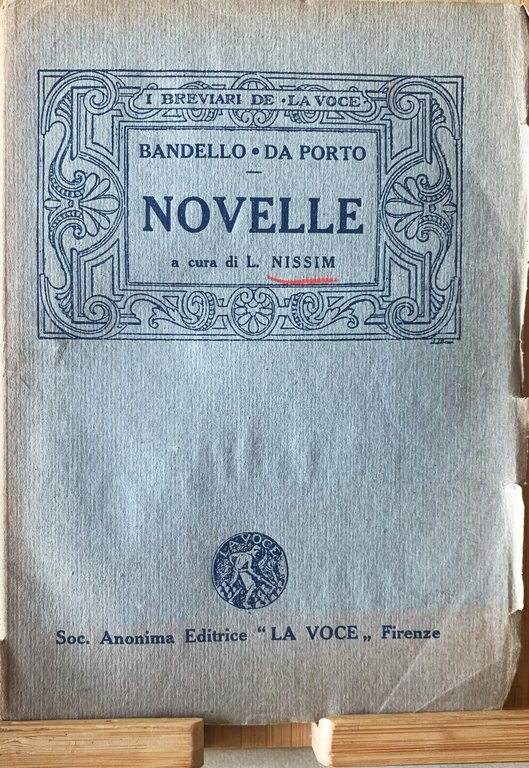 I BREVIARI DE • LA VOCE
BANDELLO • DA PORTO
NOVELLE
a cura di L. NISSIM
LA VOCE
Soc. Anonima Editrice “LA VOCE„ Firenze